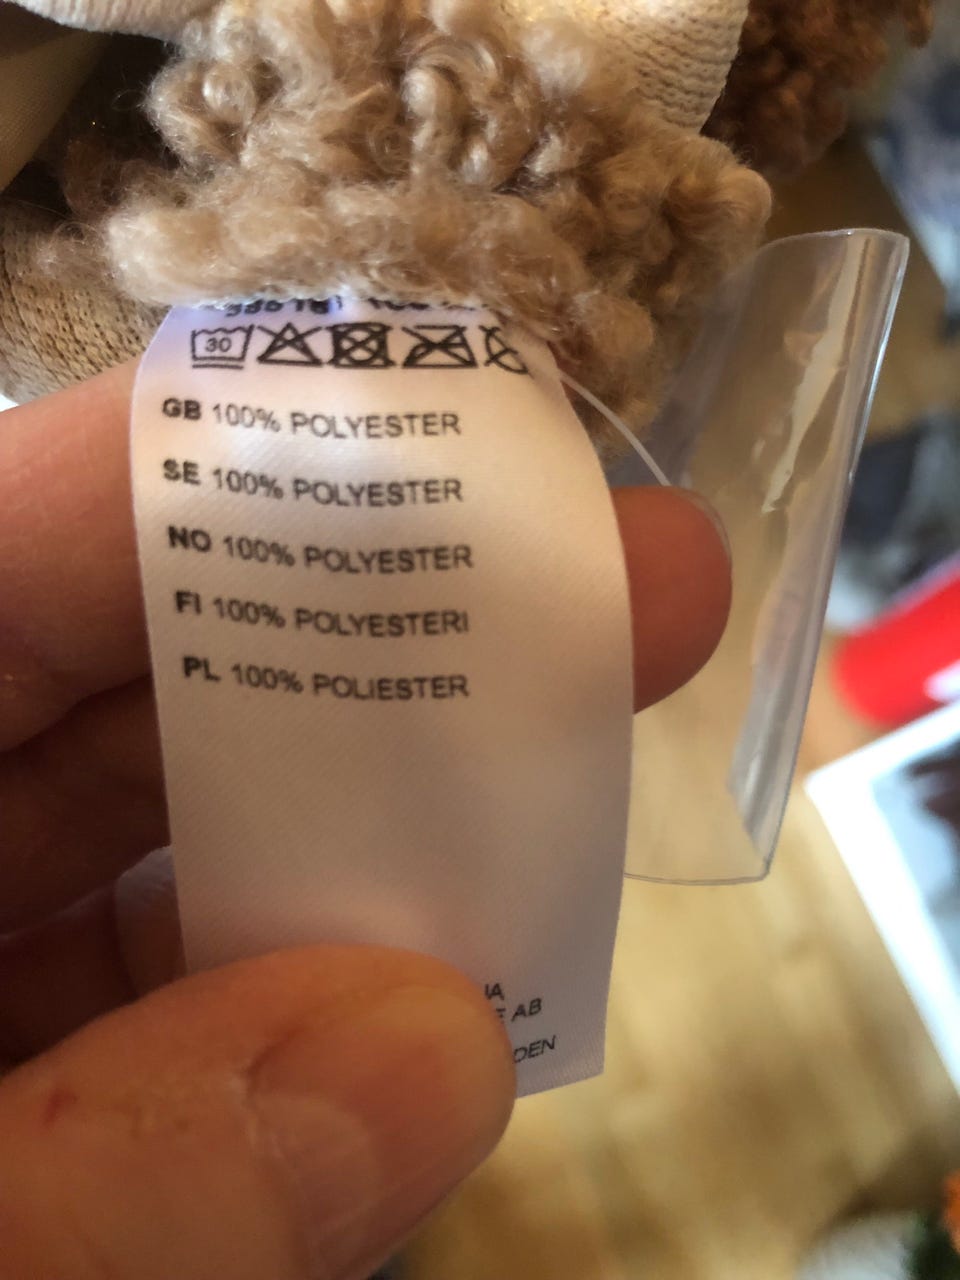 30
GB 100% POLYESTER
SE 100% POLYESTER
NO 100% POLYESTER
FI 100% POLYESTERI
PL 100% POLIESTER
AB